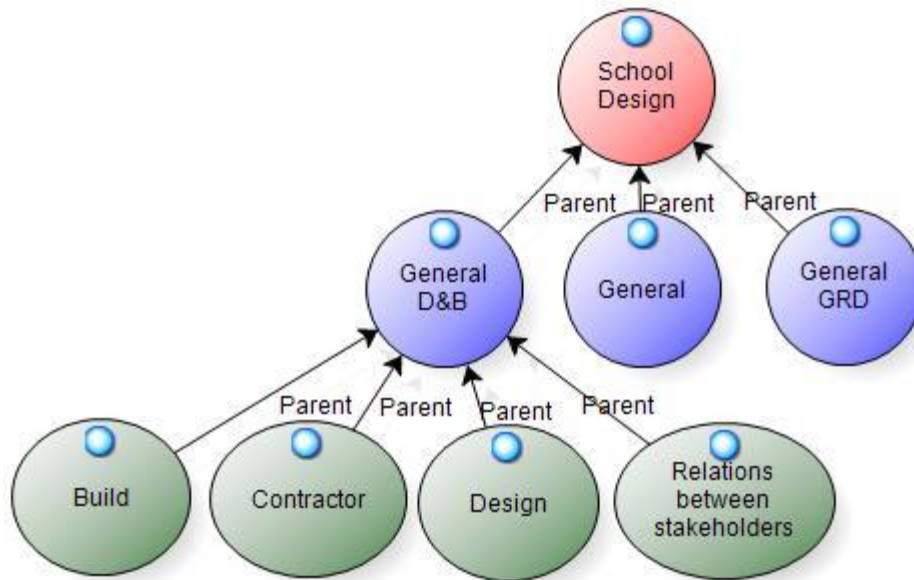 School
Design
Parent
Parent
Parent
General
D&B
General
General
GRD
Parent
Parent
Parent
Parent
Build
Contractor
Design
Relations
between
stakeholders